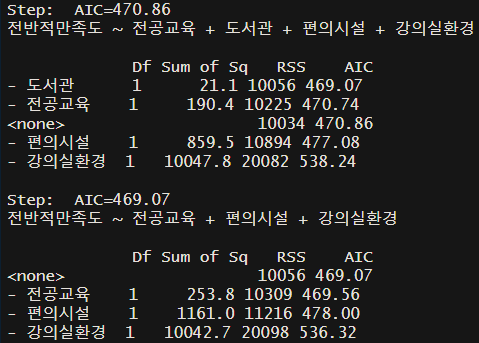 Step:  AIC=470.86
전반적만족도 ~ 전공교육 + 도서관 + 편의시설 + 강의실환경
Df Sum of Sq   RSS    AIC
- 도서관      1      21.1 10056 469.07
- 전공교육    1     190.4 10225 470.74
<none>                    10034 470.86
- 편의시설    1     859.5 10894 477.08
- 강의실환경  1   10047.8 20082 538.24
Step:  AIC=469.07
전반적만족도 ~ 전공교육 + 편의시설 + 강의실환경
Df Sum of Sq   RSS    AIC
<none>                    10056 469.07
- 전공교육    1     253.8 10309 469.56
- 편의시설    1    1161.0 11216 478.00
- 강의실환경  1   10042.7 20098 536.32